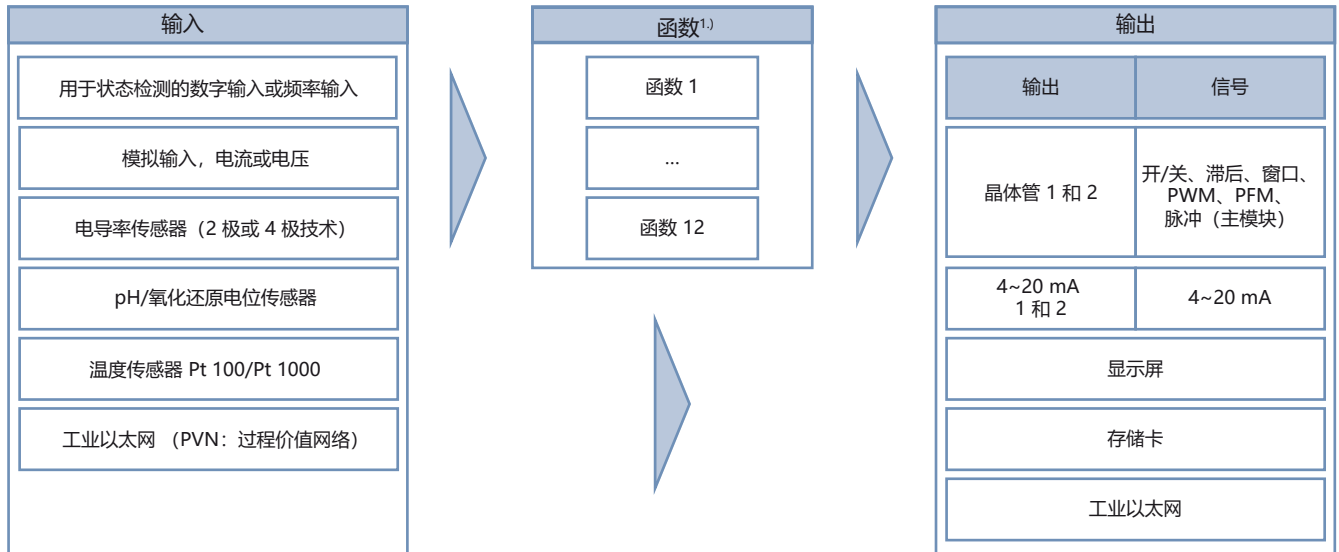 输入
用于状态检测的数字输入或频率输入
模拟输入，电流或电压
电导率传感器（2 极或 4 极技术）
pH/氧化还原电位传感器
温度传感器 Pt 100/Pt 1000
工业以太网 （PVN：过程价值网络）
函数1.)
函数 1
...
函数 12
输出
输出
信号
晶体管 1 和 2
开/关、滞后、窗口、
PWM、PFM、
脉冲（主模块）
4~20 mA
1 和 2
4~20 mA
显示屏
存储卡
工业以太网